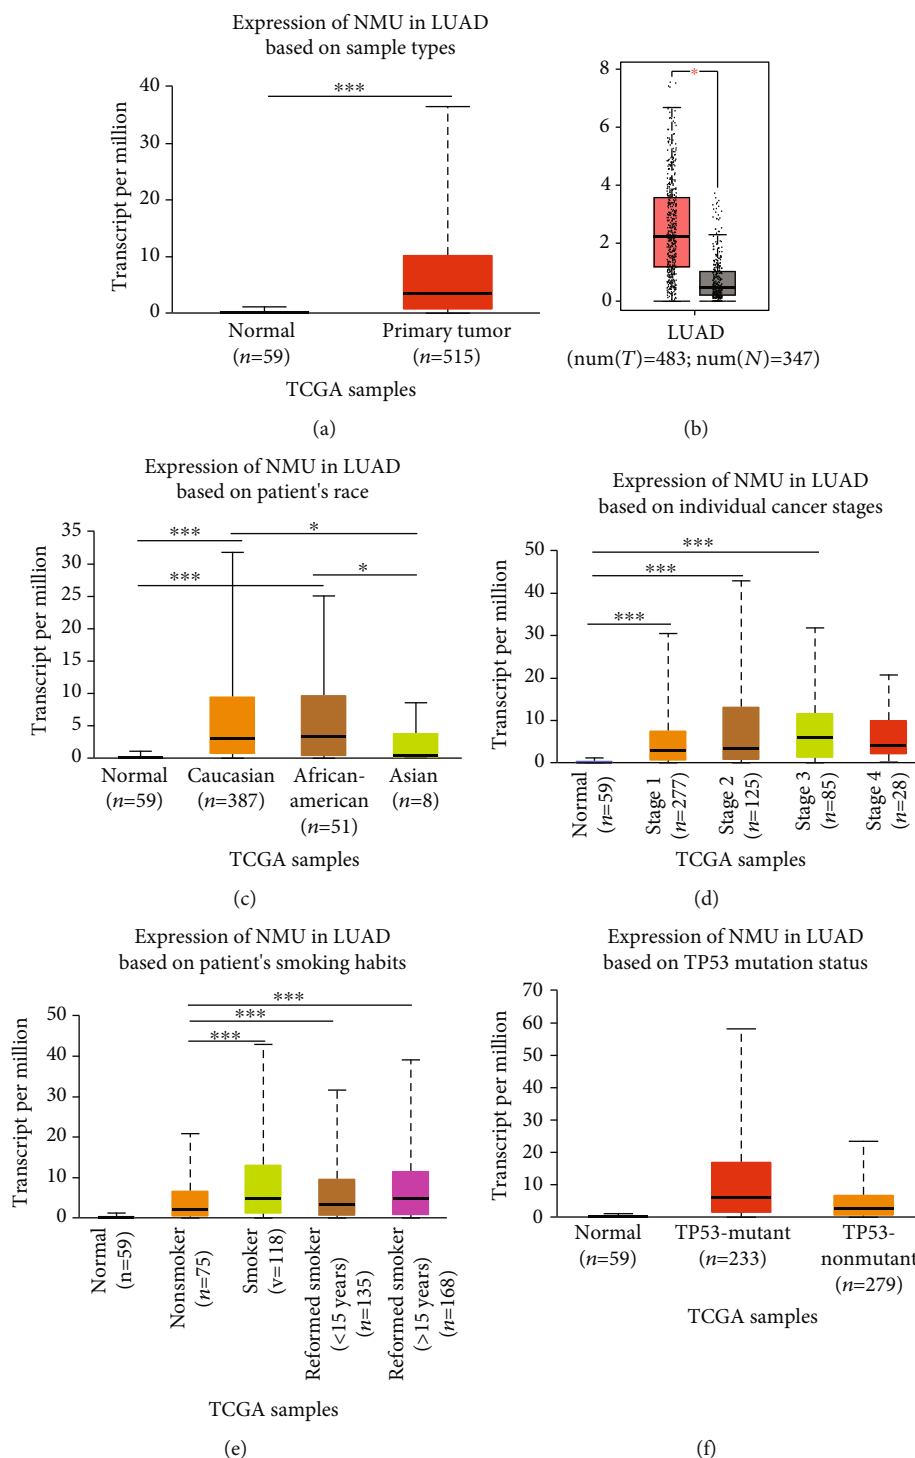 Expression of NMU in LUAD
based on sample types
Transcript per million
40
30
20
10
0
***
Normal
(n=59)
Primary tumor
(n=515)
TCGA samples
(a)
8
6
4
2
0
*
LUAD
(num(T)=483; num(N)=347)
(b)
Expression of NMU in LUAD
based on patient's race
Transcript per million
35
30
25
20
15
10
5
0
***
*
***
*
Normal
(n=59)
Caucasian
(n=387)
African-
american
(n=51)
Asian
(n=8)
TCGA samples
(c)
Expression of NMU in LUAD
based on individual cancer stages
Transcript per million
50
40
30
20
10
0
***
***
***
Normal
(n=59)
Stage 1
(n=277)
Stage 2
(n=125)
Stage 3
(n=85)
Stage 4
(n=28)
TCGA samples
(d)
Expression of NMU in LUAD
based on patient's smoking habits
Transcript per million
50
40
30
20
10
0
***
***
***
Normal
(n=59)
Nonsmoker
(n=75)
Smoker
(v=118)
Reformed smoker
(<15 years)
(n=135)
Reformed smoker
(>15 years)
(n=168)
TCGA samples
(e)
Expression of NMU in LUAD
based on TP53 mutation status
Transcript per million
70
60
50
40
30
20
10
0
Normal
(n=59)
TP53-mutant
(n=233)
TP53-
nonmutant
(n=279)
TCGA samples
(f)